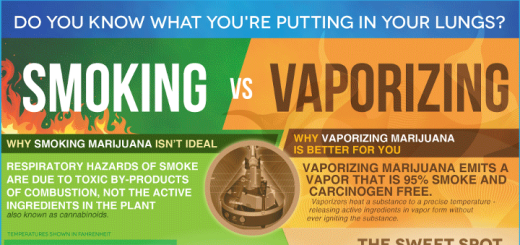 DO YOU KNOW WHAT YOU'RE PUTTING IN YOUR LUNGS?
SMOKING VS VAPORIZING
WHY SMOKING MARIJUANA ISN'T IDEAL
RESPIRATORY HAZARDS OF SMOKE
ARE DUE TO TOXIC BY-PRODUCTS
OF COMBUSTION, NOT THE ACTIVE
INGREDIENTS IN THE PLANT
also known as cannabinoids.
TEMPERATURES SHOWN IN FAHRENHEIT
WHY VAPORIZING MARIJUANA
IS BETTER FOR YOU
VAPORIZING MARIJUANA EMITS A
VAPOR THAT IS 95% SMOKE AND
CARCINOGEN FREE.
Vaporizers heat a substance to a precise temperature -
releasing active ingredients in vapor form without
ever igniting the substance.
THE SWEET SPOT